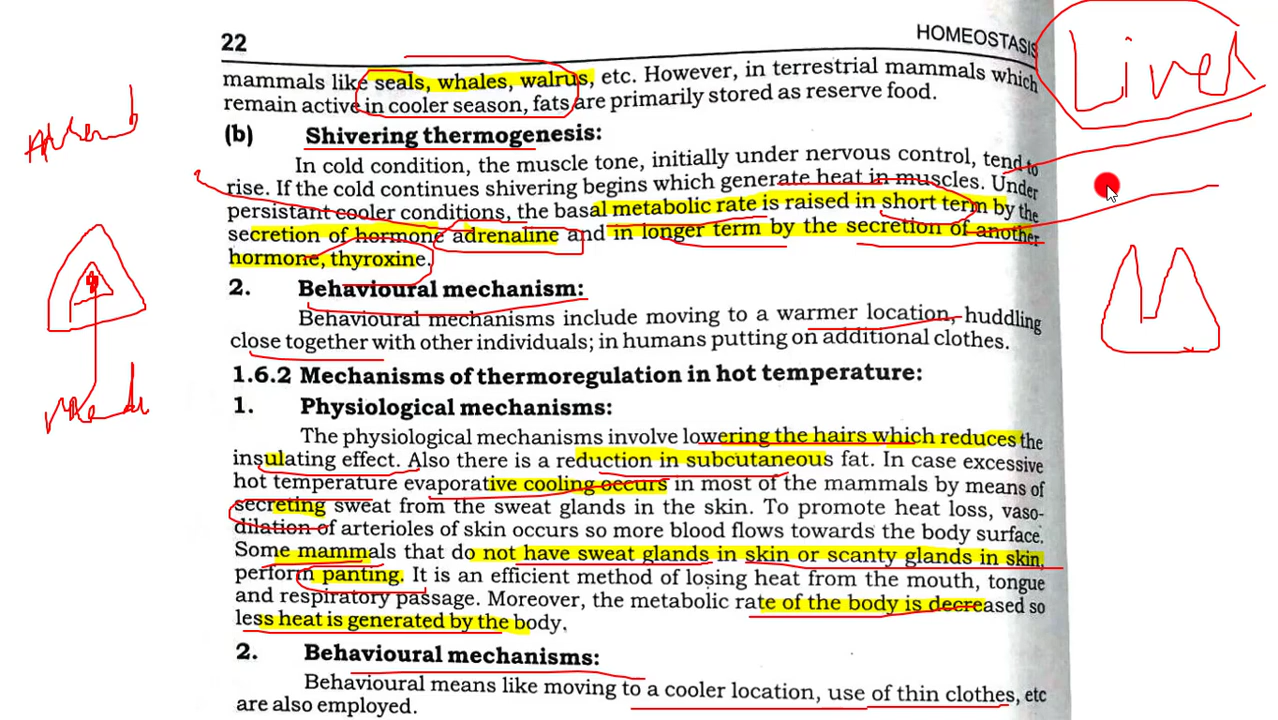 22
HOMEOSTASIS
Liver
mammals like seals, whales, walrus, etc. However, in terrestrial mammals which
remain active in cooler season, fats are primarily stored as reserve food.
(b) Shivering thermogenesis:
In cold condition, the muscle tone, initially under nervous control, tend to
rise. If the cold continues shivering begins which generate heat in muscles. Under
persistant cooler conditions, the basal metabolic rate is raised in short term by the
secretion of hormone adrenaline and in longer term by the secretion of another
hormone, thyroxine.
2. Behavioural mechanism:
Behavioural mechanisms include moving to a warmer location, huddling
close together with other individuals; in humans putting on additional clothes.
1.6.2 Mechanisms of thermoregulation in hot temperature:
1. Physiological mechanisms:
The physiological mechanisms involve lowering the hairs which reduces the
insulating effect. Also there is a reduction in subcutaneous fat. In case excessive
hot temperature evaporative cooling occurs in most of the mammals by means of
secreting sweat from the sweat glands in the skin. To promote heat loss, vaso-
dilation of arterioles of skin occurs so more blood flows towards the body surface.
Some mammals that do not have sweat glands in skin or scanty glands in skin,
perform panting. It is an efficient method of losing heat from the mouth, tongue
and respiratory passage. Moreover, the metabolic rate of the body is decreased so
less heat is generated by the body.
2. Behavioural mechanisms:
Behavioural means like moving to a cooler location, use of thin clothes, etc
are also employed.